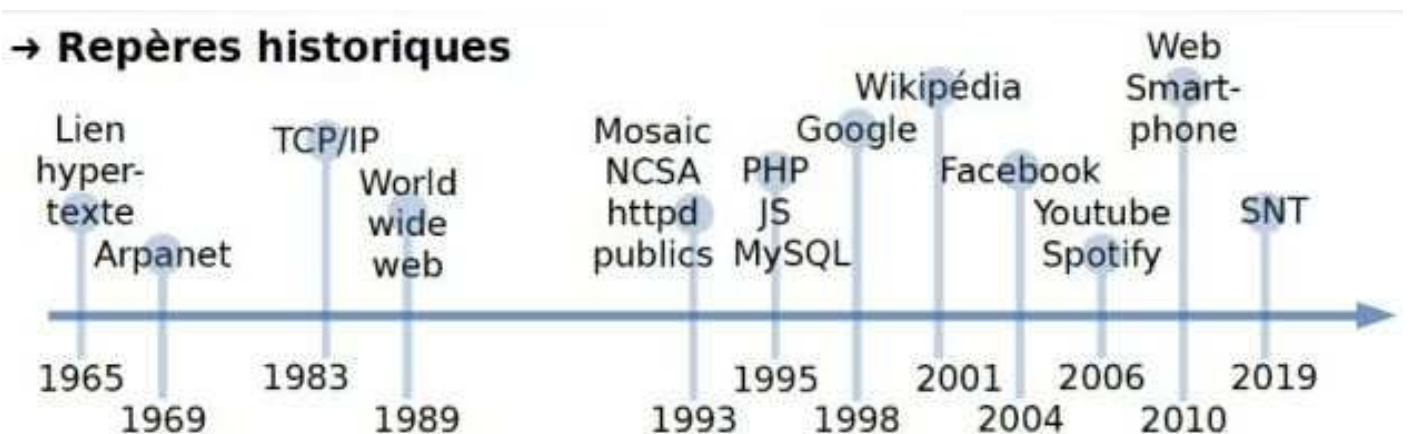 → Repères historiques
Lien
hyper-
texte
Arpanet
TCP/IP
World
wide
web
Mosaic
NCSA
httpd
publics
PHP
JS
MySQL
Google
Wikipédia
Facebook
Youtube
Spotify
Web
Smart-
phone
SNT
1965
1969
1983
1989
1993
1995
1998
2001
2004
2006
2010
2019